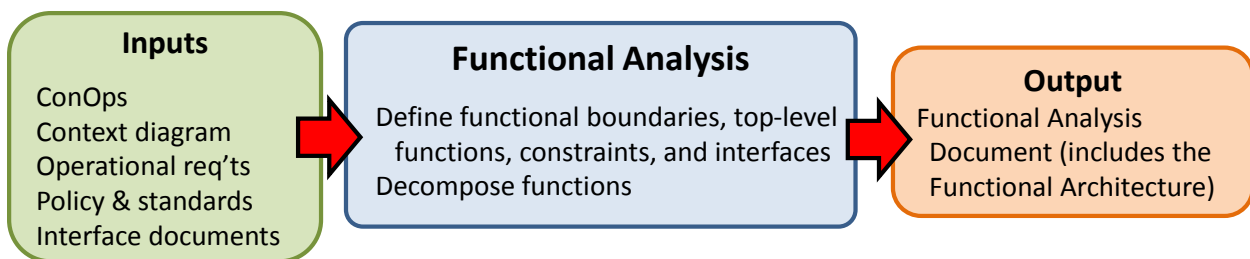 Inputs
ConOps
Context diagram
Operational req’ts
Policy & standards
Interface documents
Functional Analysis
Define functional boundaries, top-level
functions, constraints, and interfaces
Decompose functions
Output
Functional Analysis
Document (includes the
Functional Architecture)